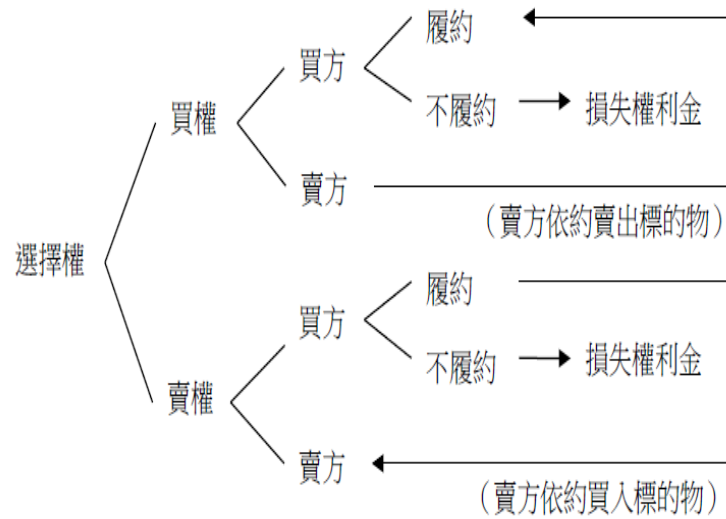 履約
買方
不履約
損失權利金
買權
賣方
（賣方依約賣出標的物）
選擇權
履約
買方
不履約
損失權利金
賣權
賣方
（賣方依約買入標的物）